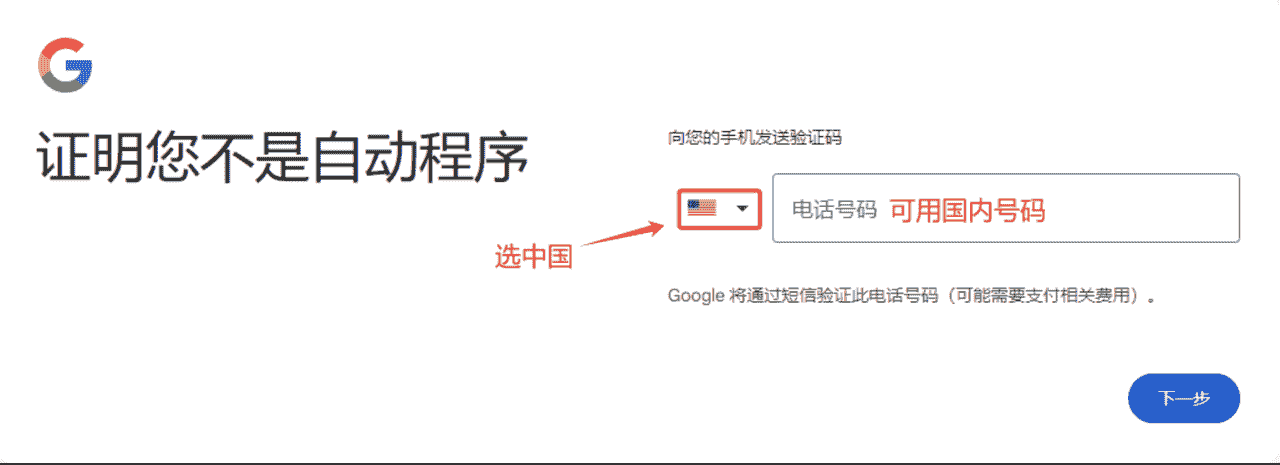 证明您不是自动程序
向您的手机发送验证码
电话号码 可用国内号码
选中国
Google 将通过短信验证此电话号码（可能需要支付相关费用）。
下一步